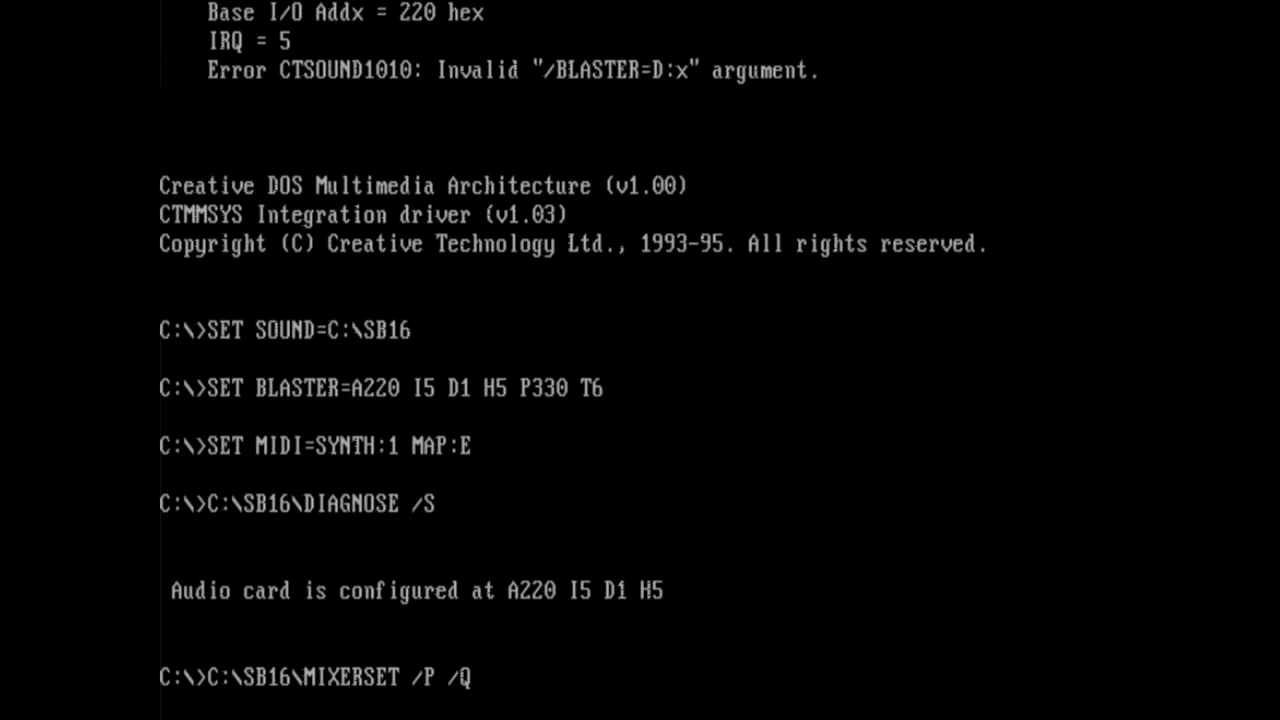 Base I/O Addx = 220 hex
IRQ = 5
Error CTSOUND1010: Invalid "/BLASTER=D:x" argument.
Creative DOS Multimedia Architecture (v1.00)
CTMMSYS Integration driver (v1.03)
Copyright (C) Creative Technology Ltd., 1993-95. All rights reserved.
C:\>SET SOUND=C:\SB16
C:\>SET BLASTER=A220 I5 D1 H5 P330 T6
C:\>SET MIDI=SYNTH:1 MAP:E
C:\>C:\SB16\DIAGNOSE /S
Audio card is configured at A220 I5 D1 H5
C:\>C:\SB16\MIXERSET /P /Q